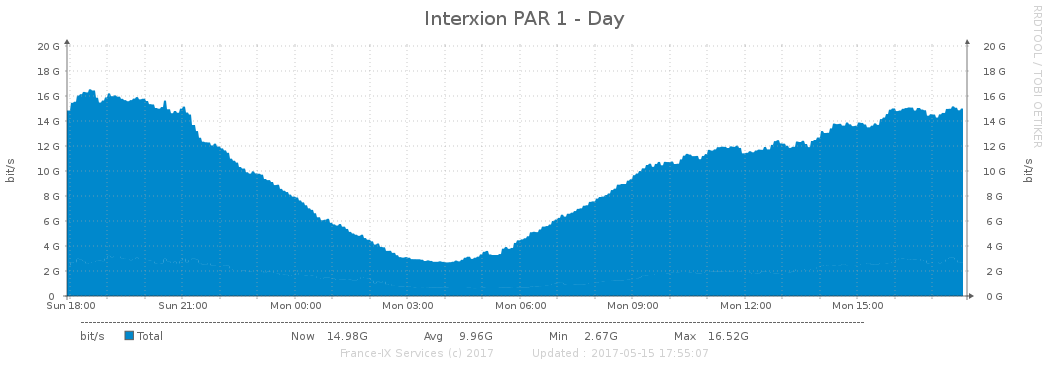 Interxion PAR 1 - Day
RRDTOOL / TOBI OETIKER
20 G 20 G
18 G 18 G
16 G 16 G
14 G 14 G
12 G 12 G
10 G 10 G
8 G 8 G
6 G 6 G
4 G 4 G
2 G 2 G
0 0 G
bit/s
bit/s
Sun 18:00 Sun 21:00 Mon 00:00 Mon 03:00 Mon 06:00 Mon 09:00 Mon 12:00 Mon 15:00
bit/s Total Now 14.98G Avg 9.96G Min 2.67G Max 16.52G
France-IX Services (c) 2017 Updated : 2017-05-15 17:55:07